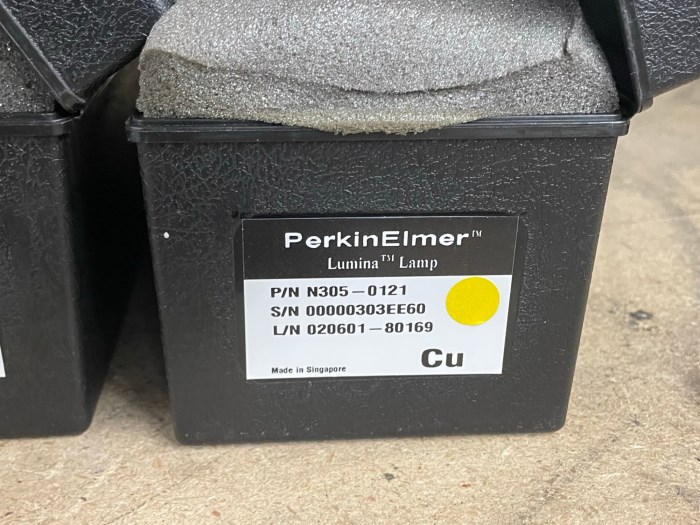 PerkinElmer™
Lumina™ Lamp
P/N N305-0121
S/N 00000303EE60
L/N 020601-80169
Made in Singapore
Cu